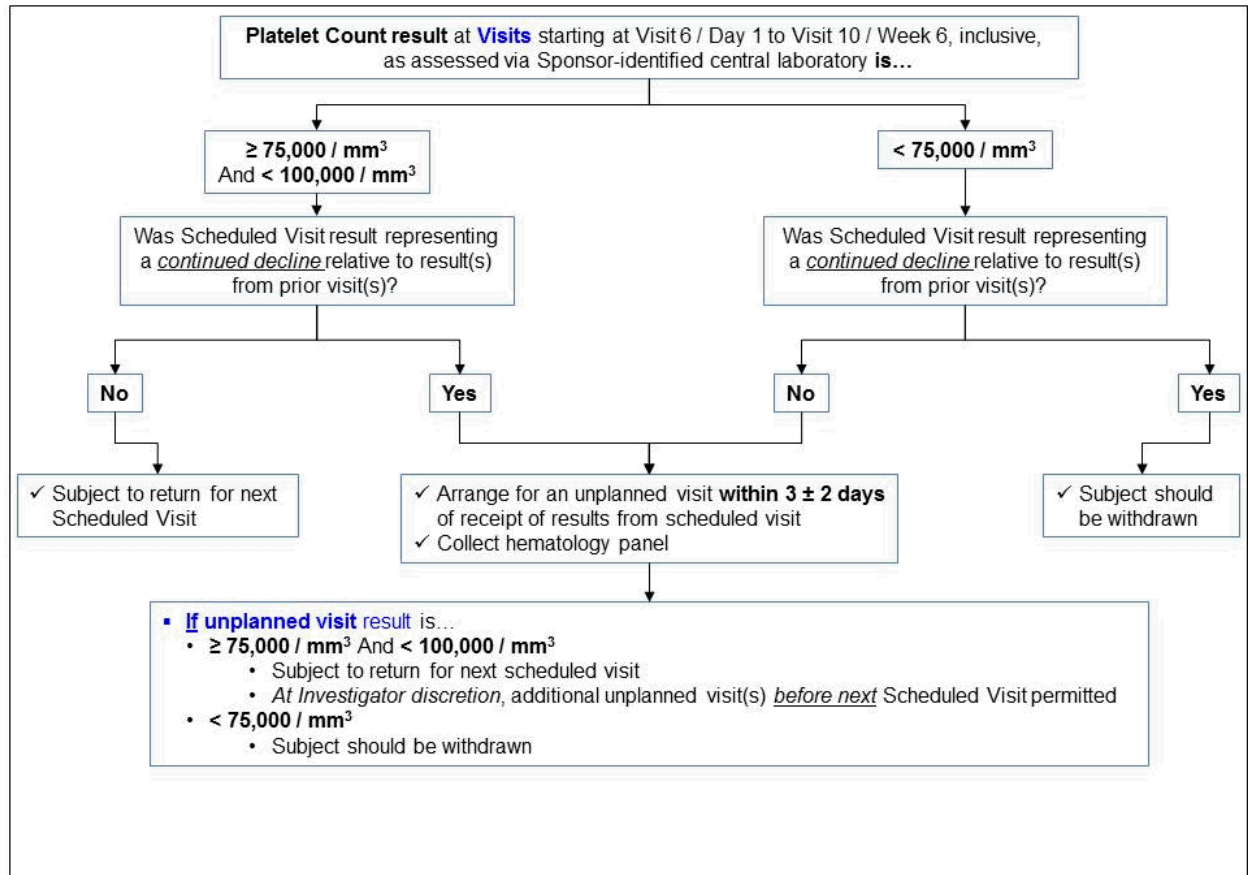 Platelet Count result at Visits starting at Visit 6 / Day 1 to Visit 10 / Week 6, inclusive,
as assessed via Sponsor-identified central laboratory is…
≥ 75,000 / mm³
And < 100,000 / mm³
< 75,000 / mm³
Was Scheduled Visit result representing
a continued decline relative to result(s)
from prior visit(s)?
Was Scheduled Visit result representing
a continued decline relative to result(s)
from prior visit(s)?
No
Yes
No
Yes
✓ Subject to return for next
Scheduled Visit
✓ Arrange for an unplanned visit within 3 ± 2 days
of receipt of results from scheduled visit
✓ Collect hematology panel
✓ Subject should
be withdrawn
▪ If unplanned visit result is…
• ≥ 75,000 / mm³ And < 100,000 / mm³
• Subject to return for next scheduled visit
• At Investigator discretion, additional unplanned visit(s) before next Scheduled Visit permitted
• < 75,000 / mm³
• Subject should be withdrawn